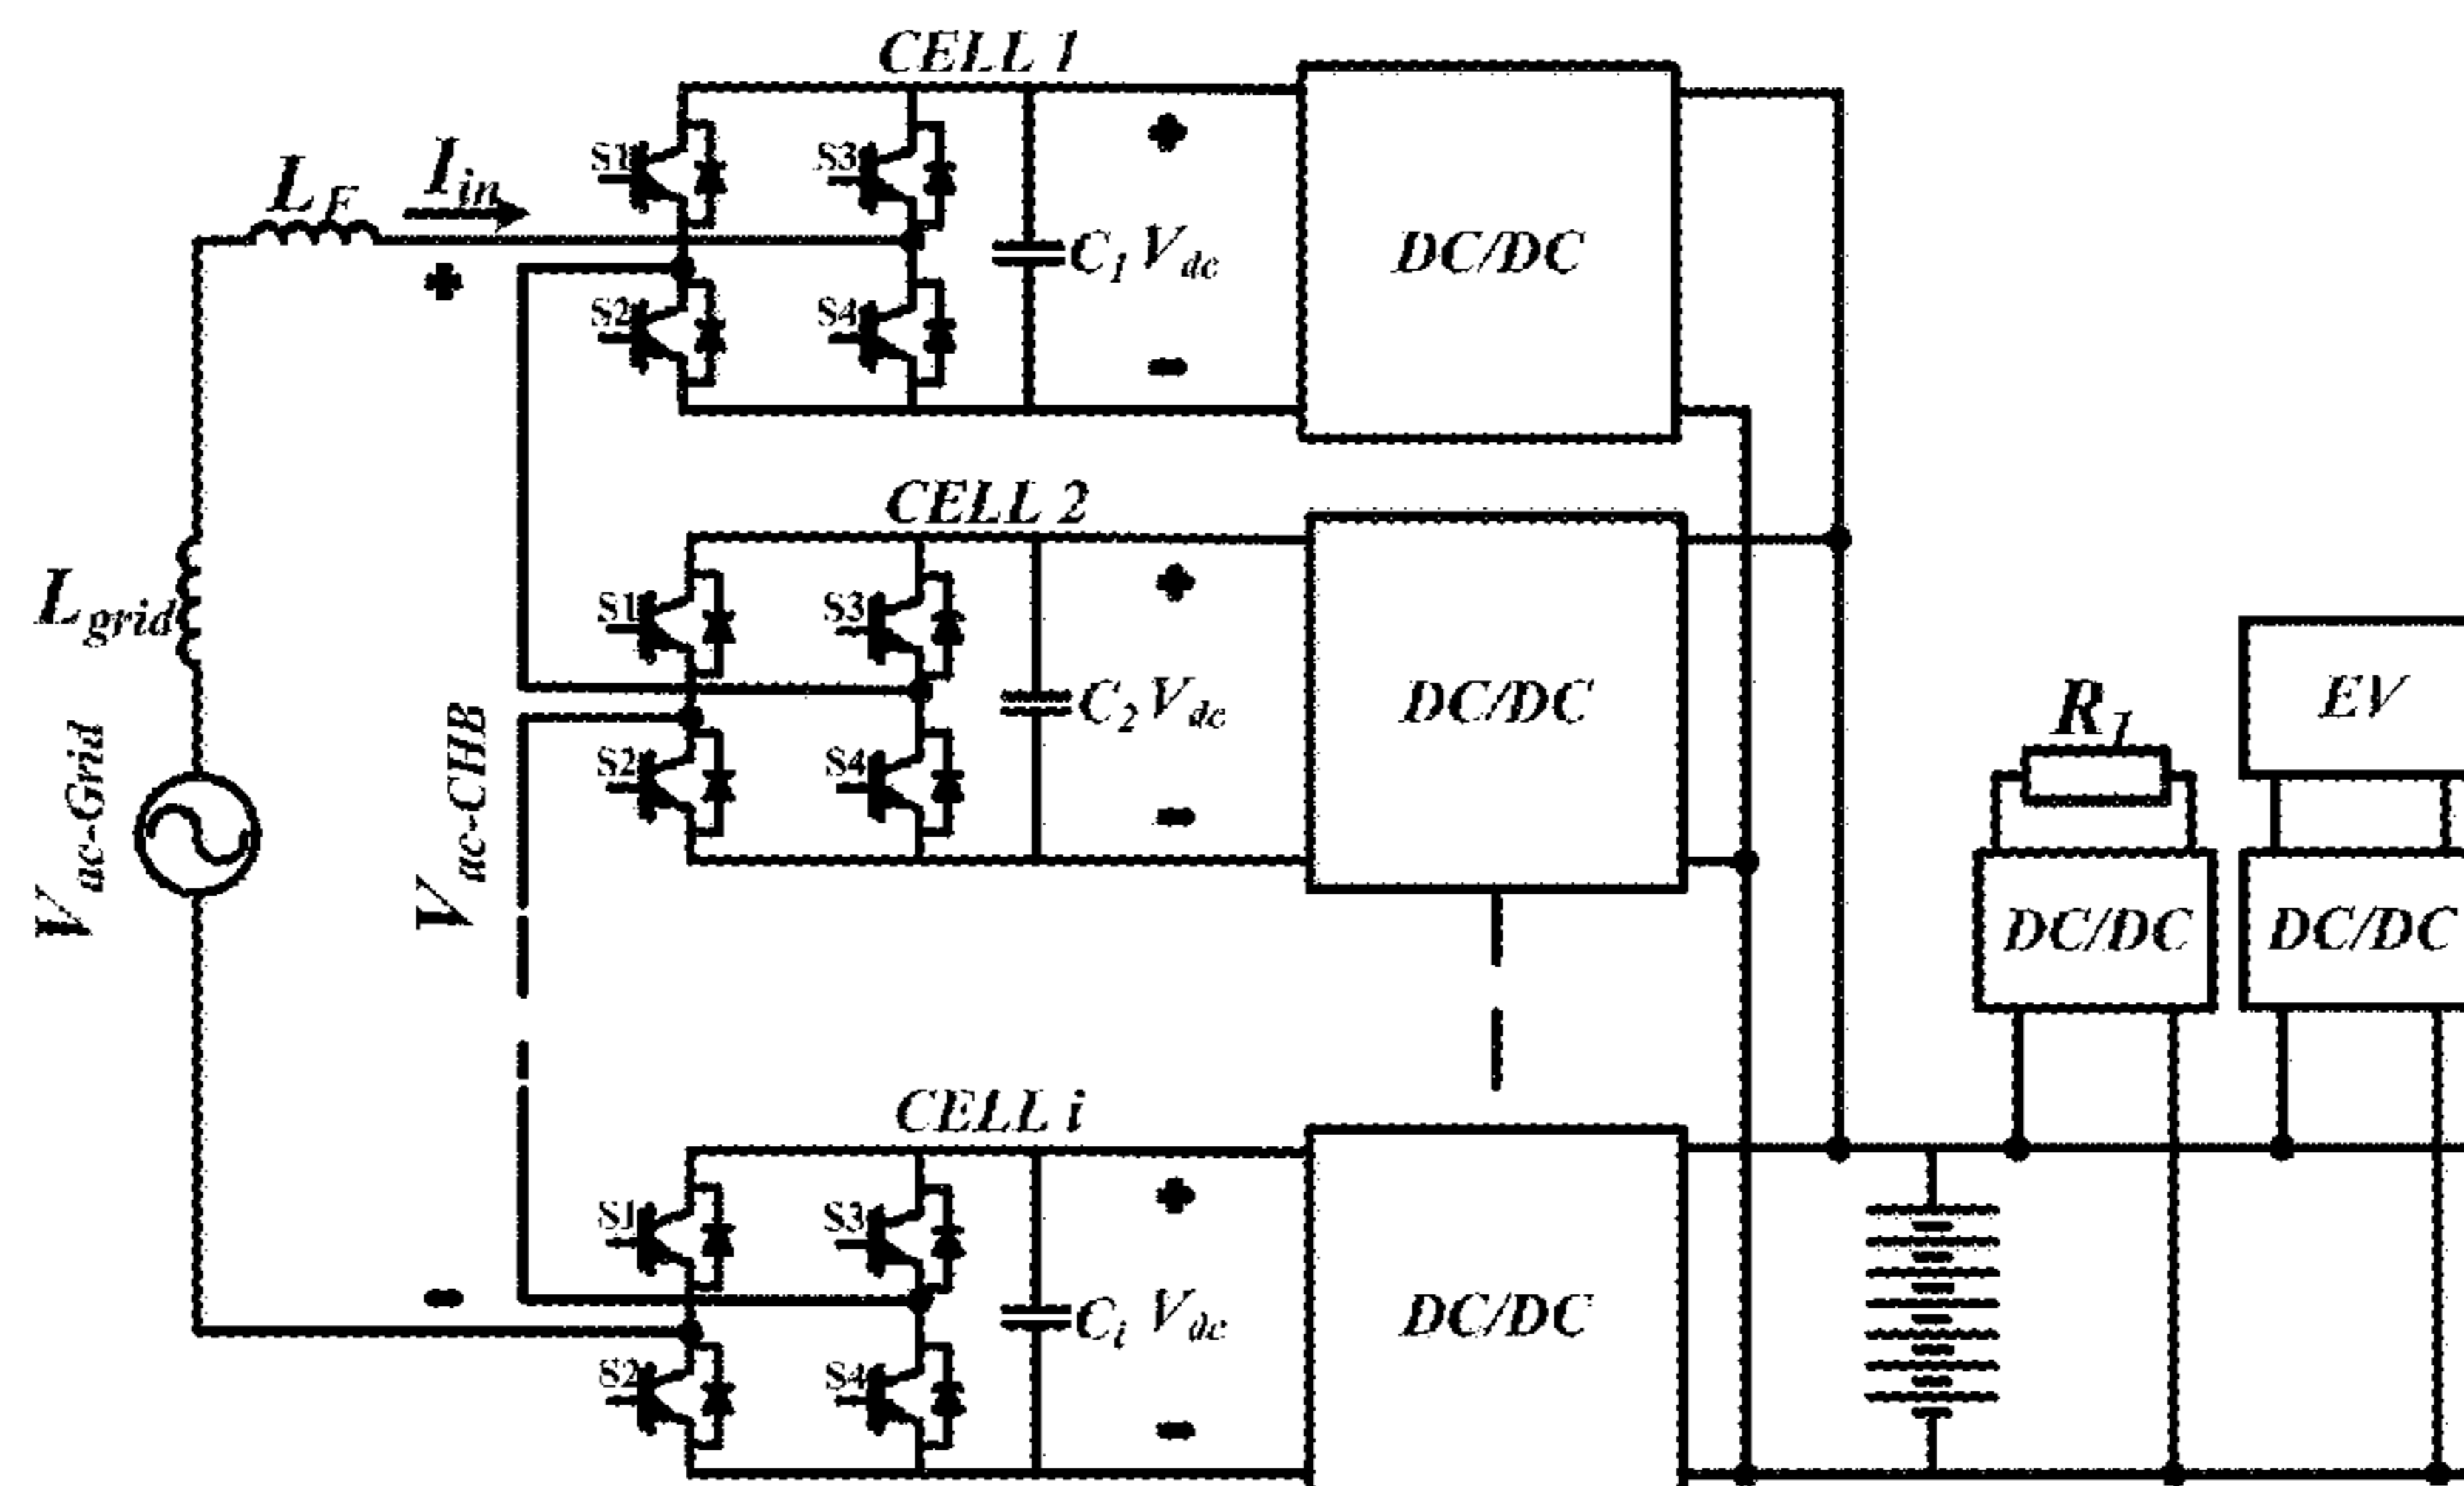 CELL 1
L_F
I_in
S1
S3
S2
S4
C_1 V_dc
DC/DC
CELL 2
L_grid
S1
S3
S2
S4
C_2 V_dc
DC/DC
V_ac-Grid
V_ac-CHB
R_1
EV
DC/DC
DC/DC
CELL i
S1
S3
S2
S4
C_i V_dc
DC/DC